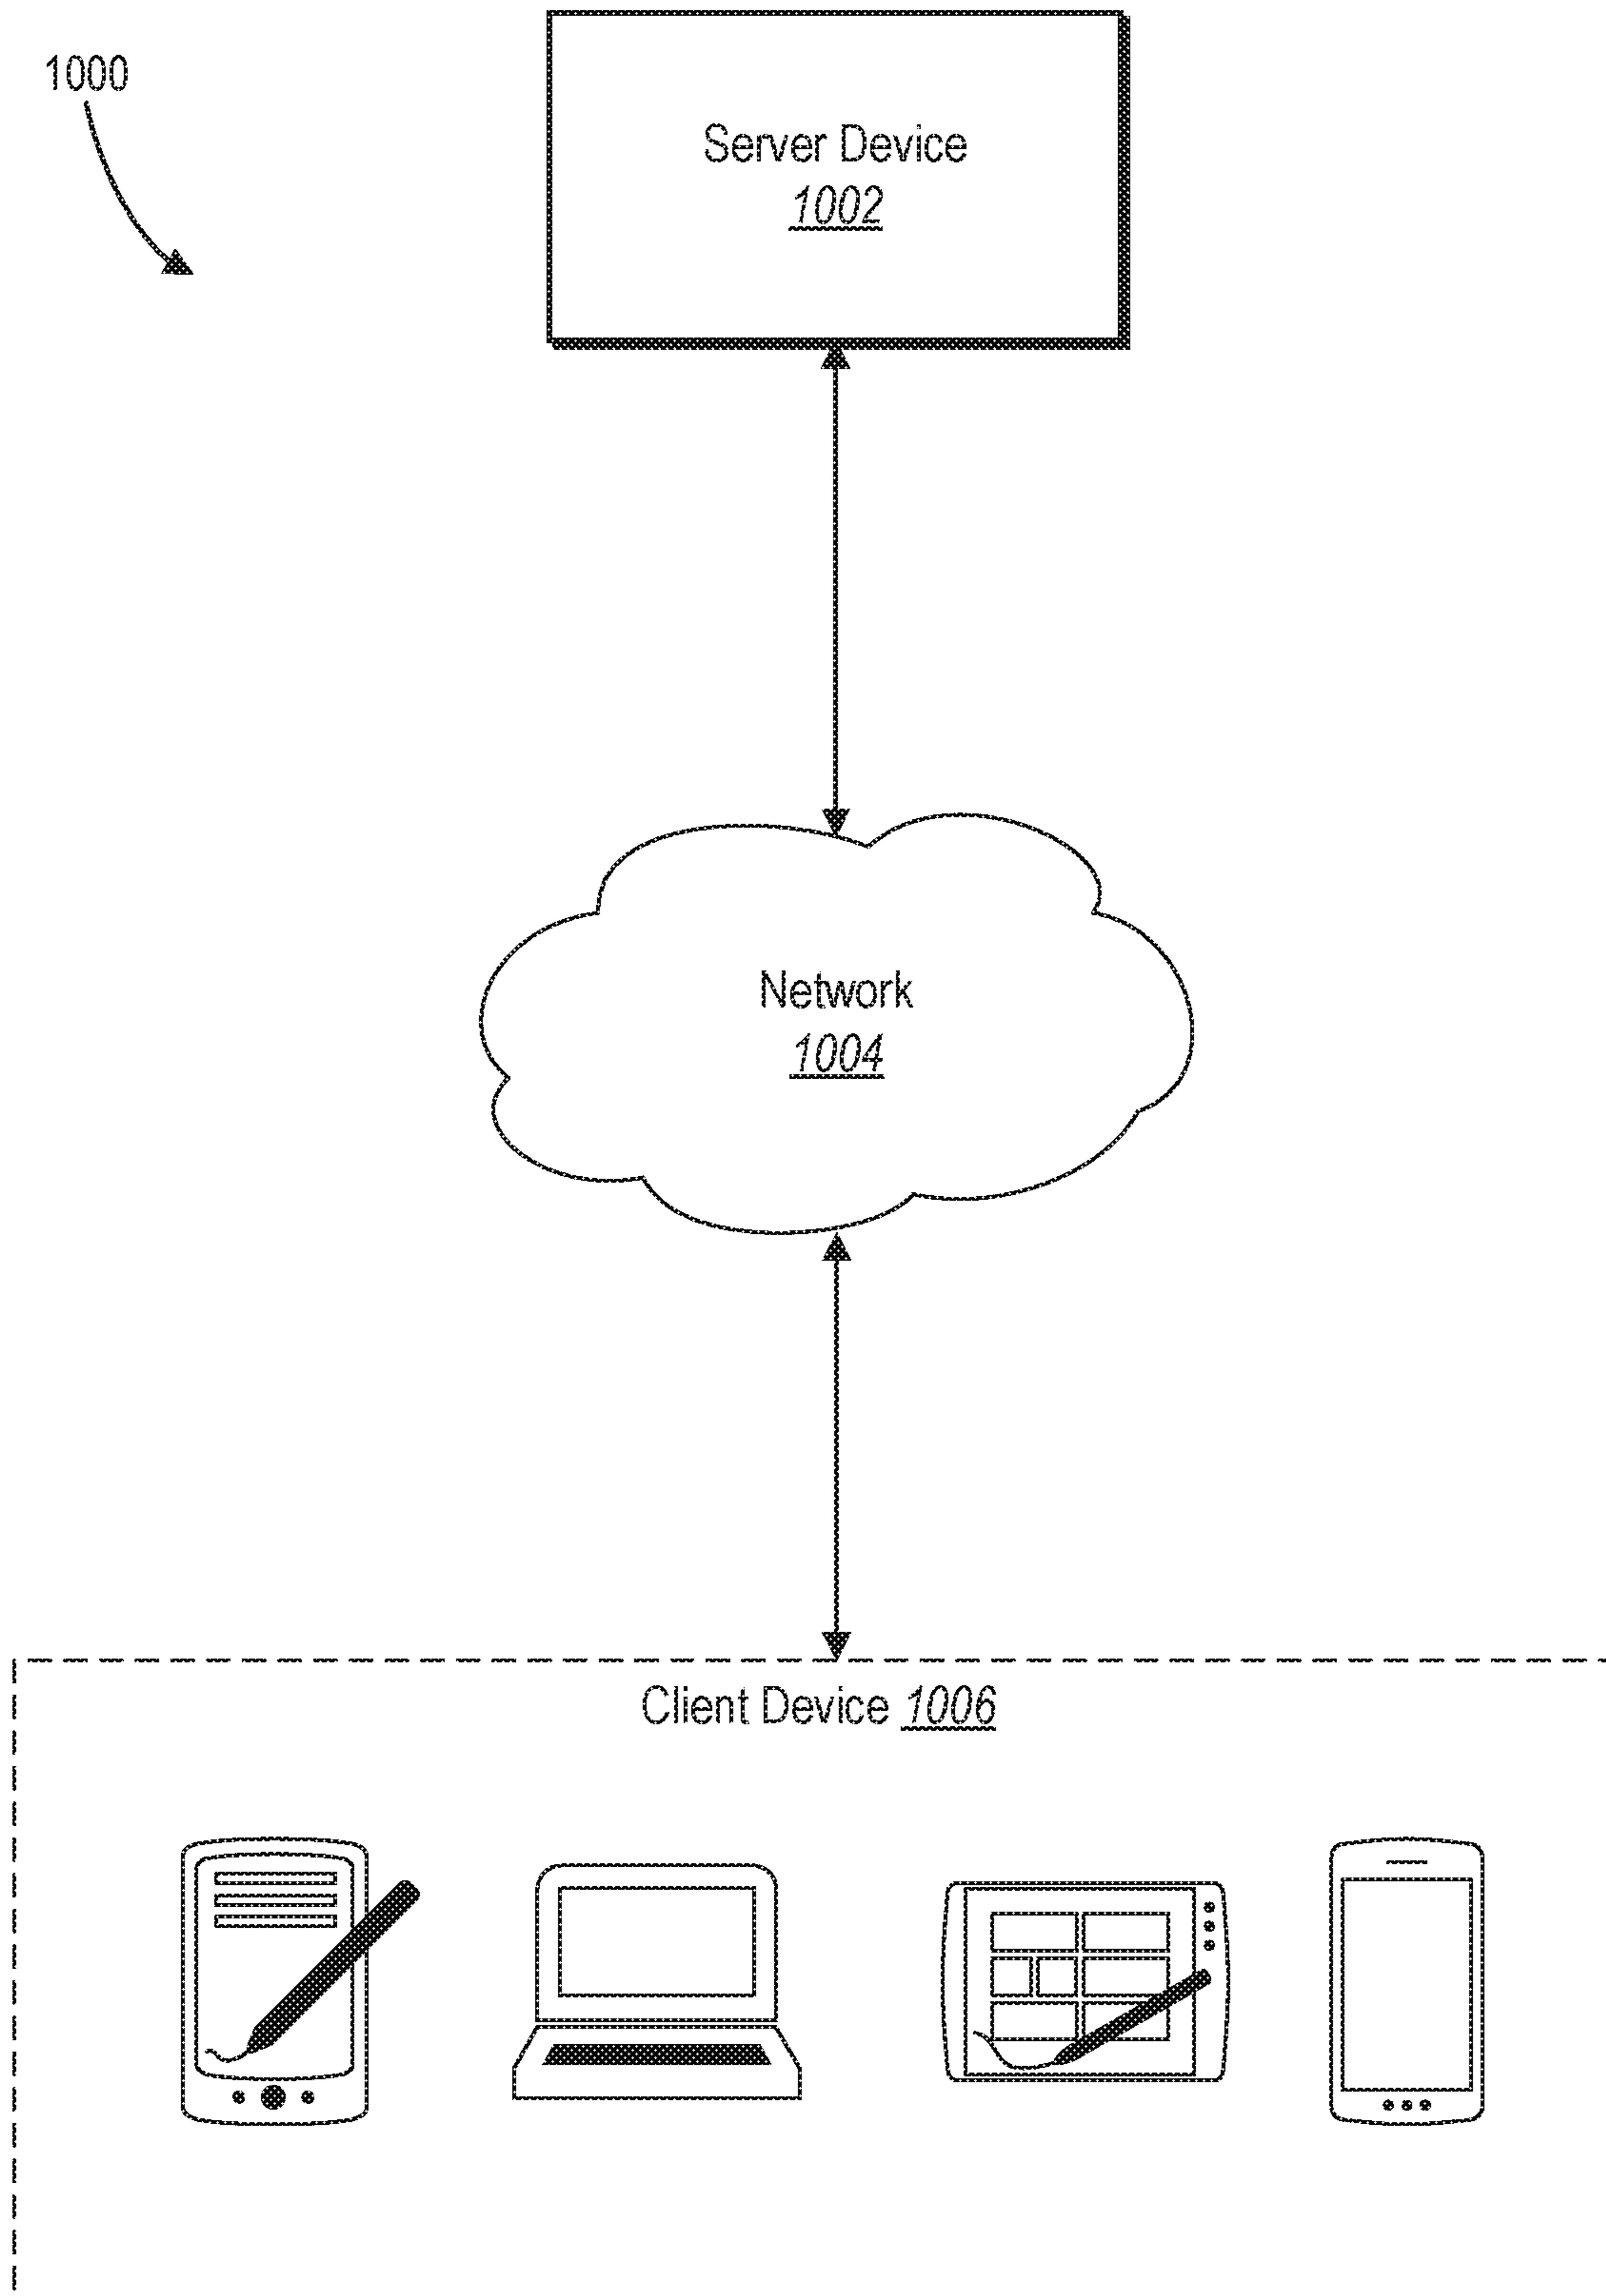 1000
Server Device
1002
Network
1004
Client Device 1006